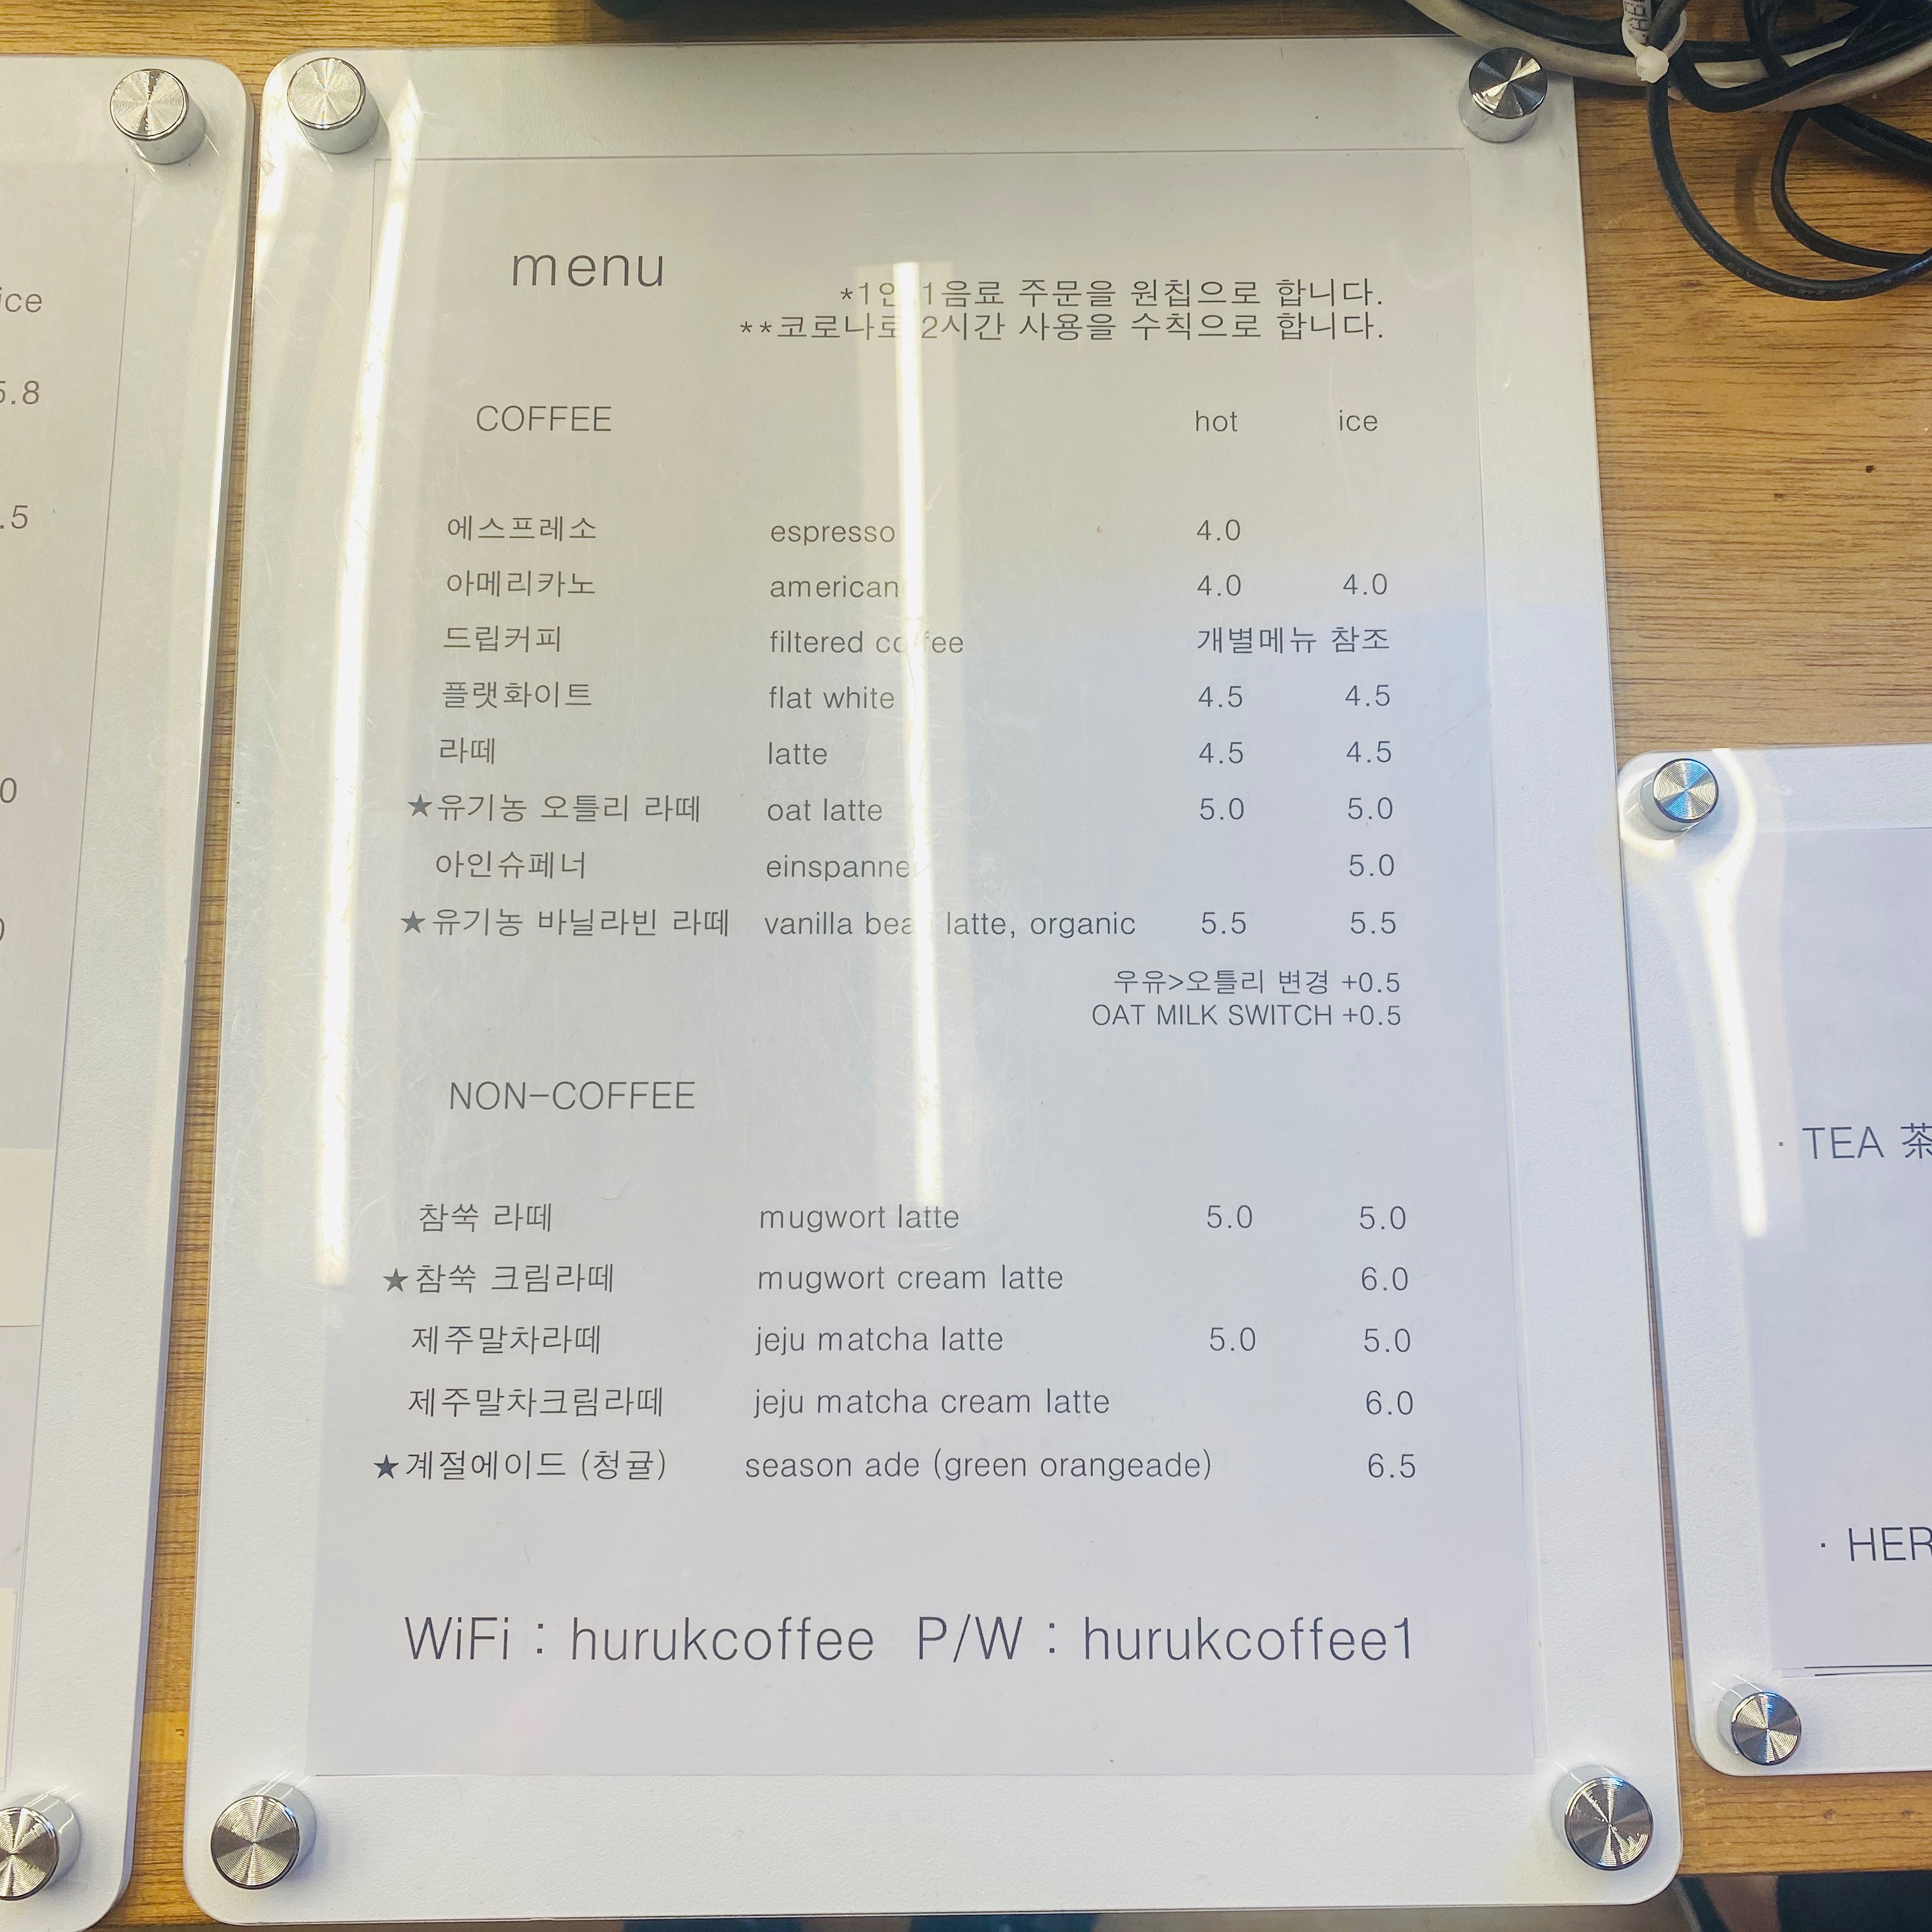 menu
*1인 1음료 주문을 원칩으로 합니다.
**코로나로 2시간 사용을 수칙으로 합니다.
COFFEE hot ice
에스프레소 espresso 4.0
아메리카노 american 4.0 4.0
드립커피 filtered coffee 개별메뉴 참조
플랫화이트 flat white 4.5 4.5
라떼 latte 4.5 4.5
★유기농 오틀리 라떼 oat latte 5.0 5.0
아인슈페너 einspanne 5.0
★유기농 바닐라빈 라떼 vanilla bean latte, organic 5.5 5.5
우유>오틀리 변경 +0.5
OAT MILK SWITCH +0.5
NON-COFFEE
참쑥 라떼 mugwort latte 5.0 5.0
★참쑥 크림라떼 mugwort cream latte 6.0
제주말차라떼 jeju matcha latte 5.0 5.0
제주말차크림라떼 jeju matcha cream latte 6.0
★계절에이드 (청귤) season ade (green orangeade) 6.5
WiFi : hurukcoffee P/W : hurukcoffee1
ice
5.8
.5
0
· TEA 茶
· HER